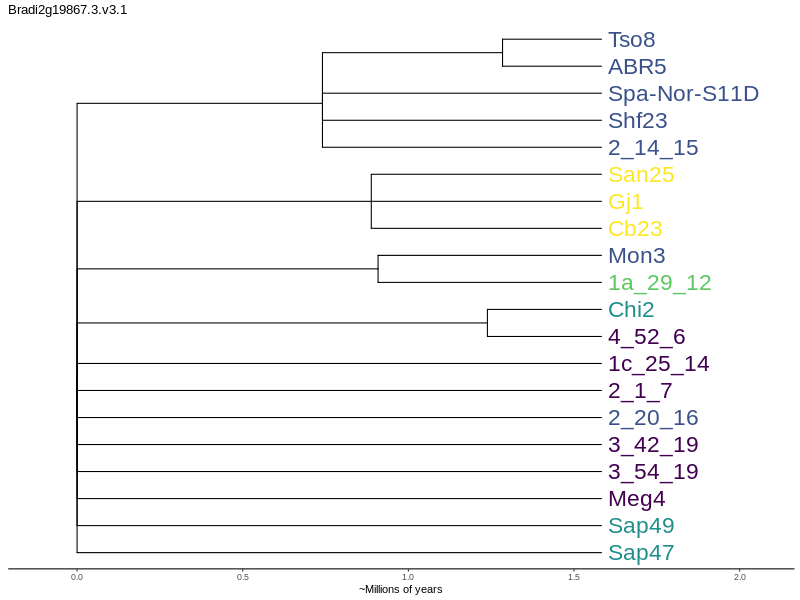 Bradi2g19867.3.v3.1
Tso8
ABR5
Spa-Nor-S11D
Shf23
2_14_15
San25
Gj1
Cb23
Mon3
1a_29_12
Chi2
4_52_6
1c_25_14
2_1_7
2_20_16
3_42_19
3_54_19
Meg4
Sap49
Sap47
0.0 0.5 1.0 1.5 2.0
~Millions of years